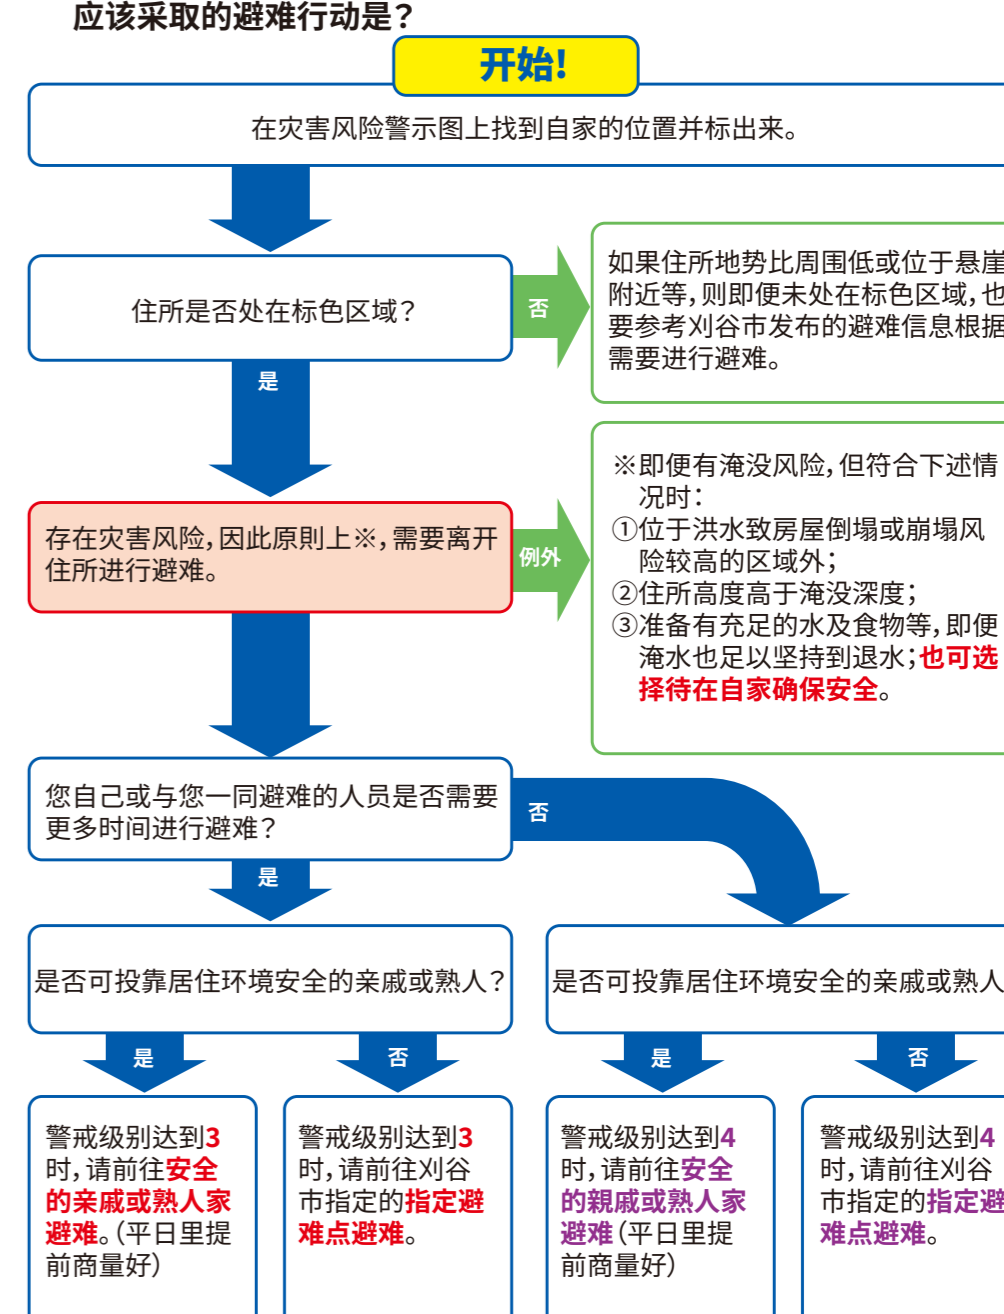 应该采取的避难行动是？
开始!
在灾害风险警示图上找到自家的位置并标出来。
住所是否处在标色区域？
否
如果住所地势比周围低或位于悬崖
附近等，则即便未处在标色区域，也
要参考刈谷市发布的避难信息根据
需要进行避难。
是
存在灾害风险，因此原則上※，需要离开
住所进行避难。
例外
※即便有淹没风险，但符合下述情
况时：
①位于洪水致房屋倒塌或崩塌风
险较高的区域外；
②住所高度高于淹没深度；
③准备有充足的水及食物等，即便
淹水也足以坚持到退水；也可选
择待在自家确保安全。
您自己或与您一同避难的人员是否需要
更多时间进行避难？
否
是
是否可投靠居住环境安全的亲戚或熟人？
是否可投靠居住环境安全的亲戚或熟人
是
否
是
否
警戒级别达到3
时，请前往安全
的亲戚或熟人家
避难。（平日里提
前商量好）
警戒级别达到3
时，请前往刈谷
市指定的指定避
难点避难。
警戒级别达到4
时，请前往安全
的親戚或熟人家
避难（平日里提
前商量好）
警戒级别达到4
时，请前往刈谷
市指定的指定避
难点避难。